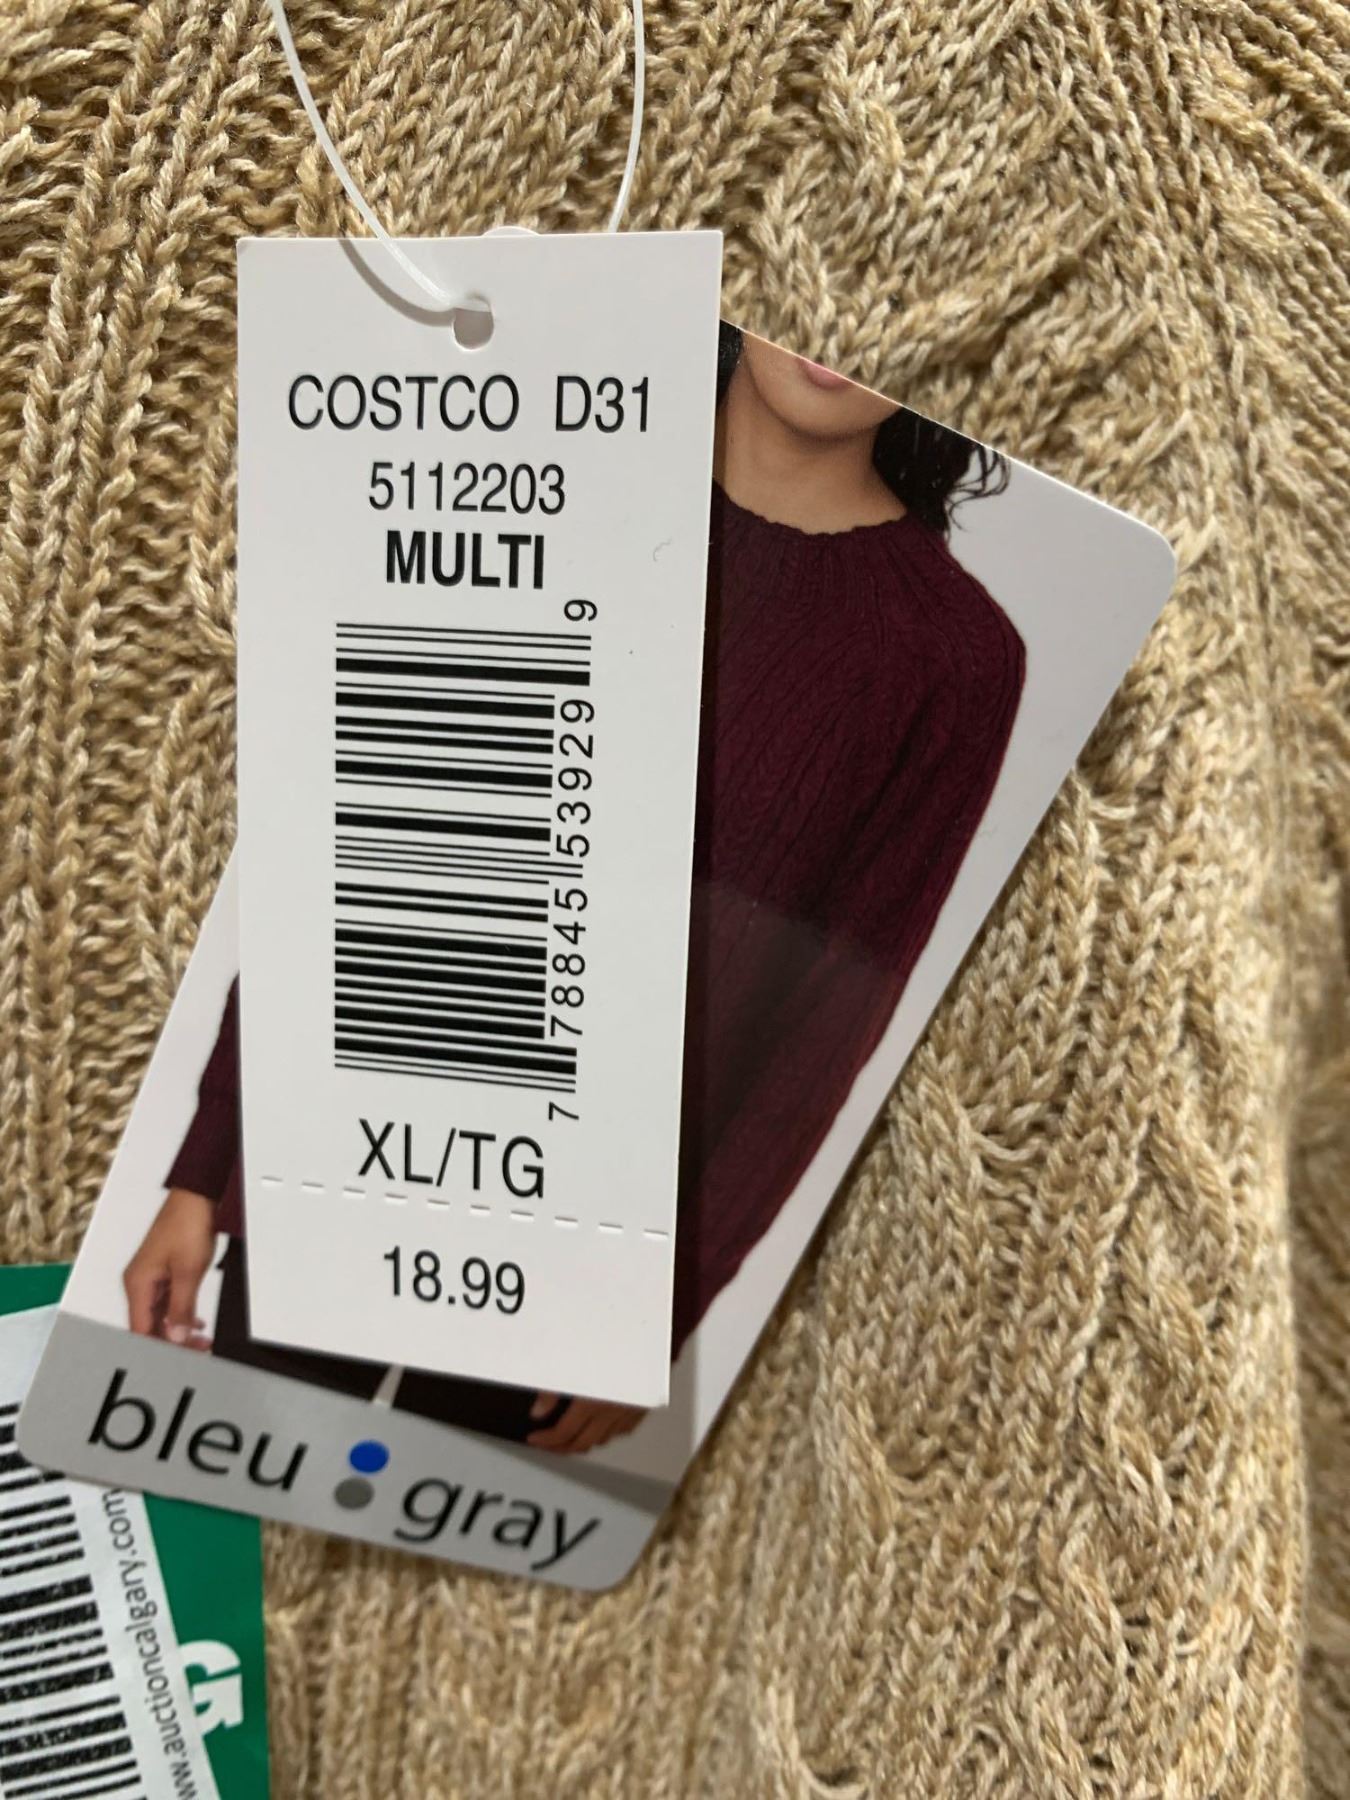 COSTCO D31
5112203
MULTI
7 78845 53929 9
XL/TG
18.99
bleu gray
www.auctioncalgary.com